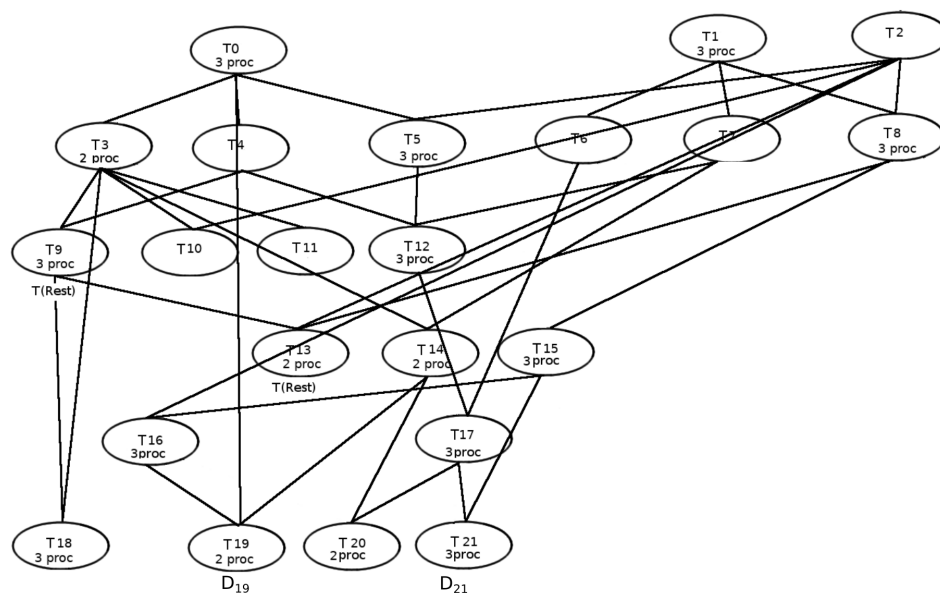 T0
3 proc
T1
3 proc
T2
T3
2 proc
T4
T5
3 proc
T6
T7
T8
3 proc
T9
3 proc
T(Rest)
T10
T11
T12
3 proc
T13
2 proc
T(Rest)
T14
2 proc
T15
3proc
T16
3proc
T17
3proc
T18
3 proc
T19
2 proc
D19
T20
2proc
T21
3proc
D21